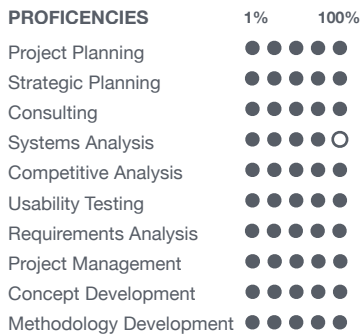 PROFICENCIES 1% 100%
Project Planning
Strategic Planning
Consulting
Systems Analysis
Competitive Analysis
Usability Testing
Requirements Analysis
Project Management
Concept Development
Methodology Development